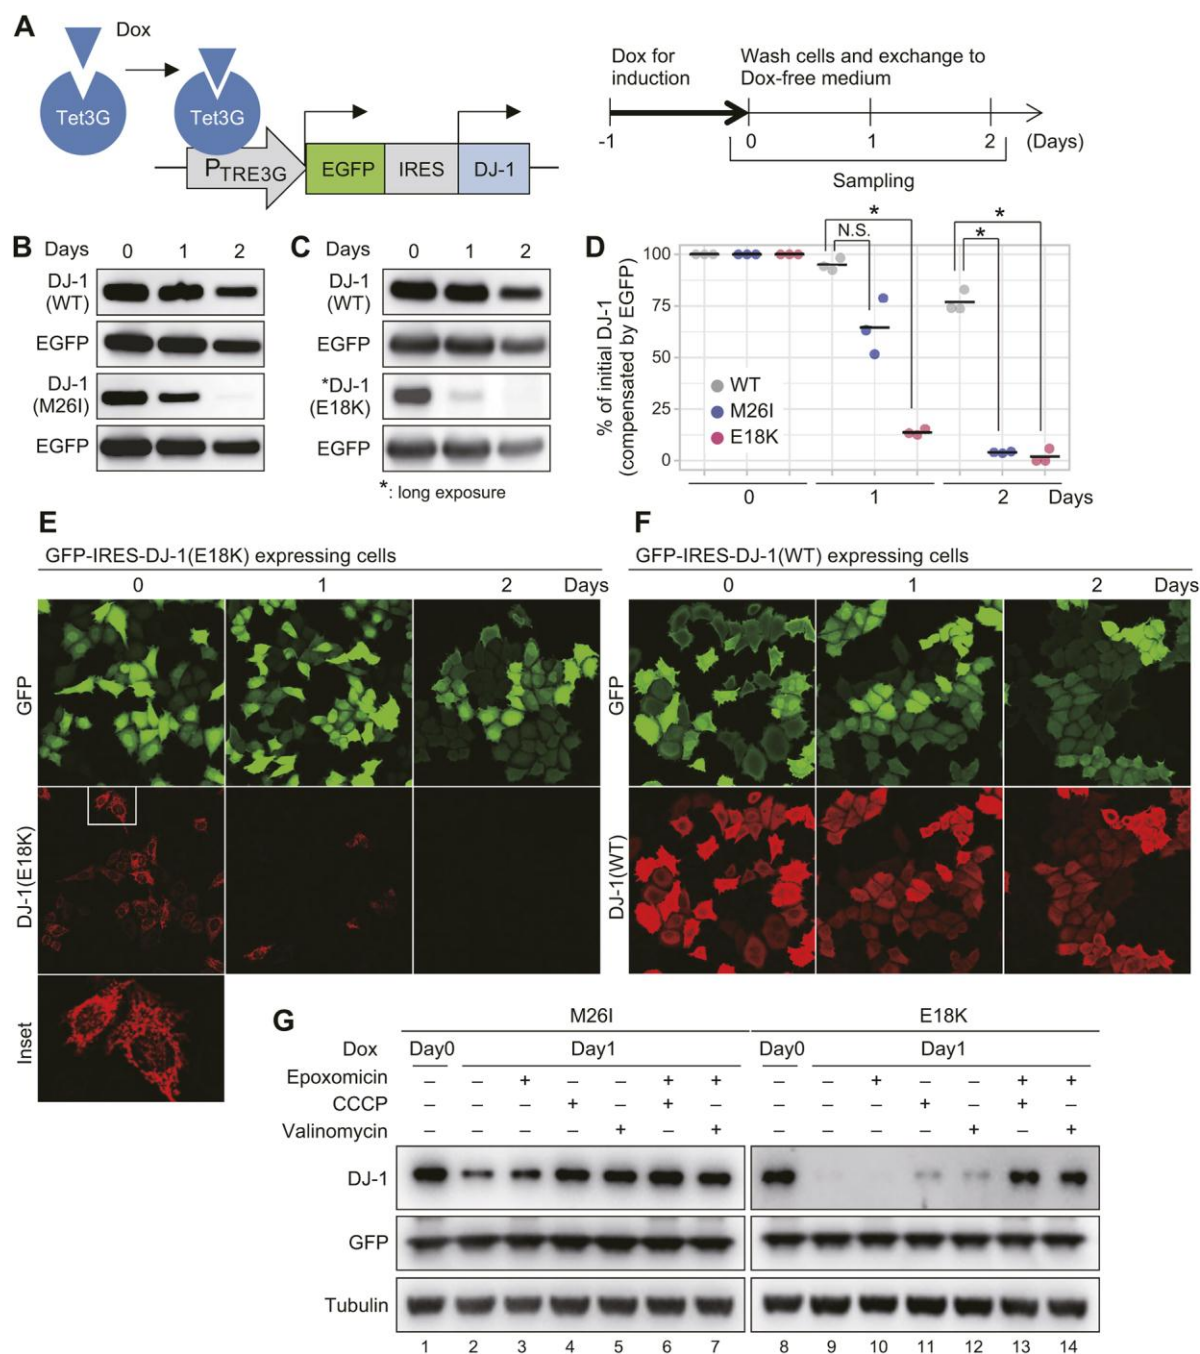 A
Dox
Tet3G
Tet3G
PTRE3G
EGFP
IRES
DJ-1
Dox for
induction
Wash cells and exchange to
Dox-free medium
-1
0
1
2
(Days)
Sampling
B
Days 0 1 2
DJ-1
(WT)
EGFP
DJ-1
(M26I)
EGFP
C
Days 0 1 2
DJ-1
(WT)
EGFP
*DJ-1
(E18K)
EGFP
*: long exposure
D
% of initial DJ-1
(compensated by EGFP)
100
75
50
25
0
WT
M26I
E18K
N.S.
*
*
*
0 1 2 Days
E
GFP-IRES-DJ-1(E18K) expressing cells
0 1 2 Days
GFP
DJ-1(E18K)
Inset
F
GFP-IRES-DJ-1(WT) expressing cells
0 1 2 Days
GFP
DJ-1(WT)
G
M26I E18K
Dox Day0 Day1 Day0 Day1
Epoxomicin – – + – – + + – – + – – + +
CCCP – – – + – + – – – – + – + –
Valinomycin – – – – + – + – – – – + – +
DJ-1
GFP
Tubulin
1 2 3 4 5 6 7 8 9 10 11 12 13 14